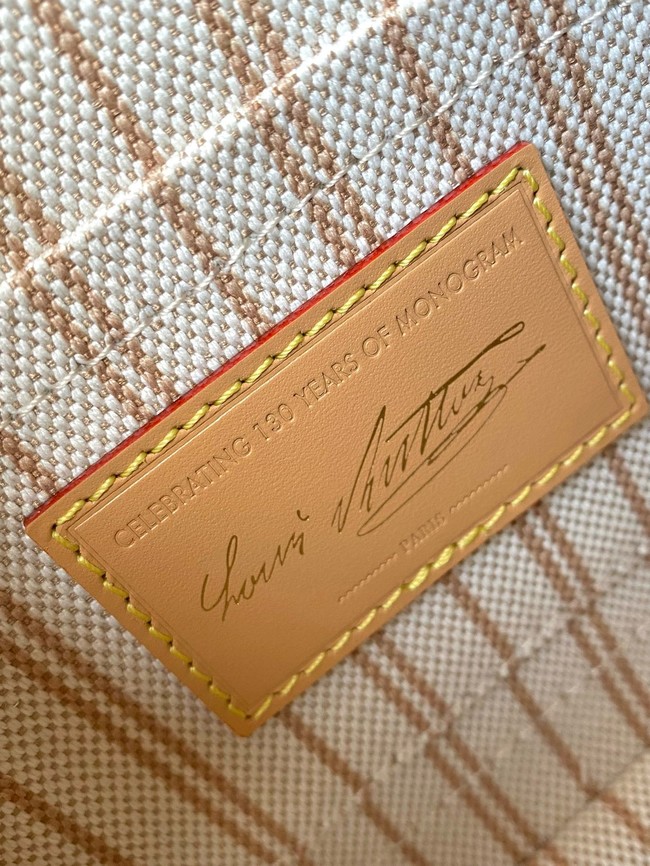 CELEBRATING 130 YEARS OF MONOGRAM
Louis Vuitton
PARIS